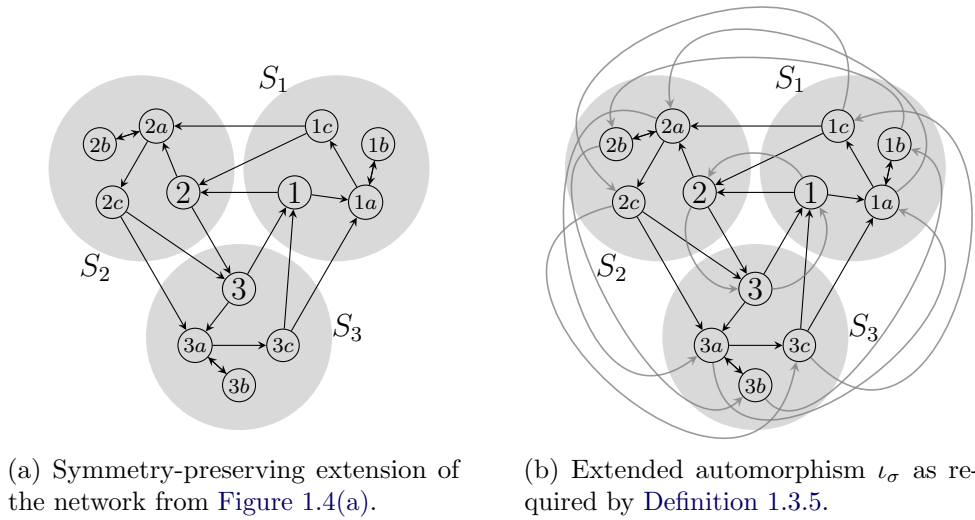 S₁ S₁
2a 1c 2a 1c
2b 1b 2b 1b
2 1 2 1
2c 1a 2c 1a
S₂ S₂
3 3
S₃ S₃
3a 3c 3a 3c
3b 3b
(a) Symmetry-preserving extension of
the network from Figure 1.4(a).
(b) Extended automorphism ι_σ as re-
quired by Definition 1.3.5.